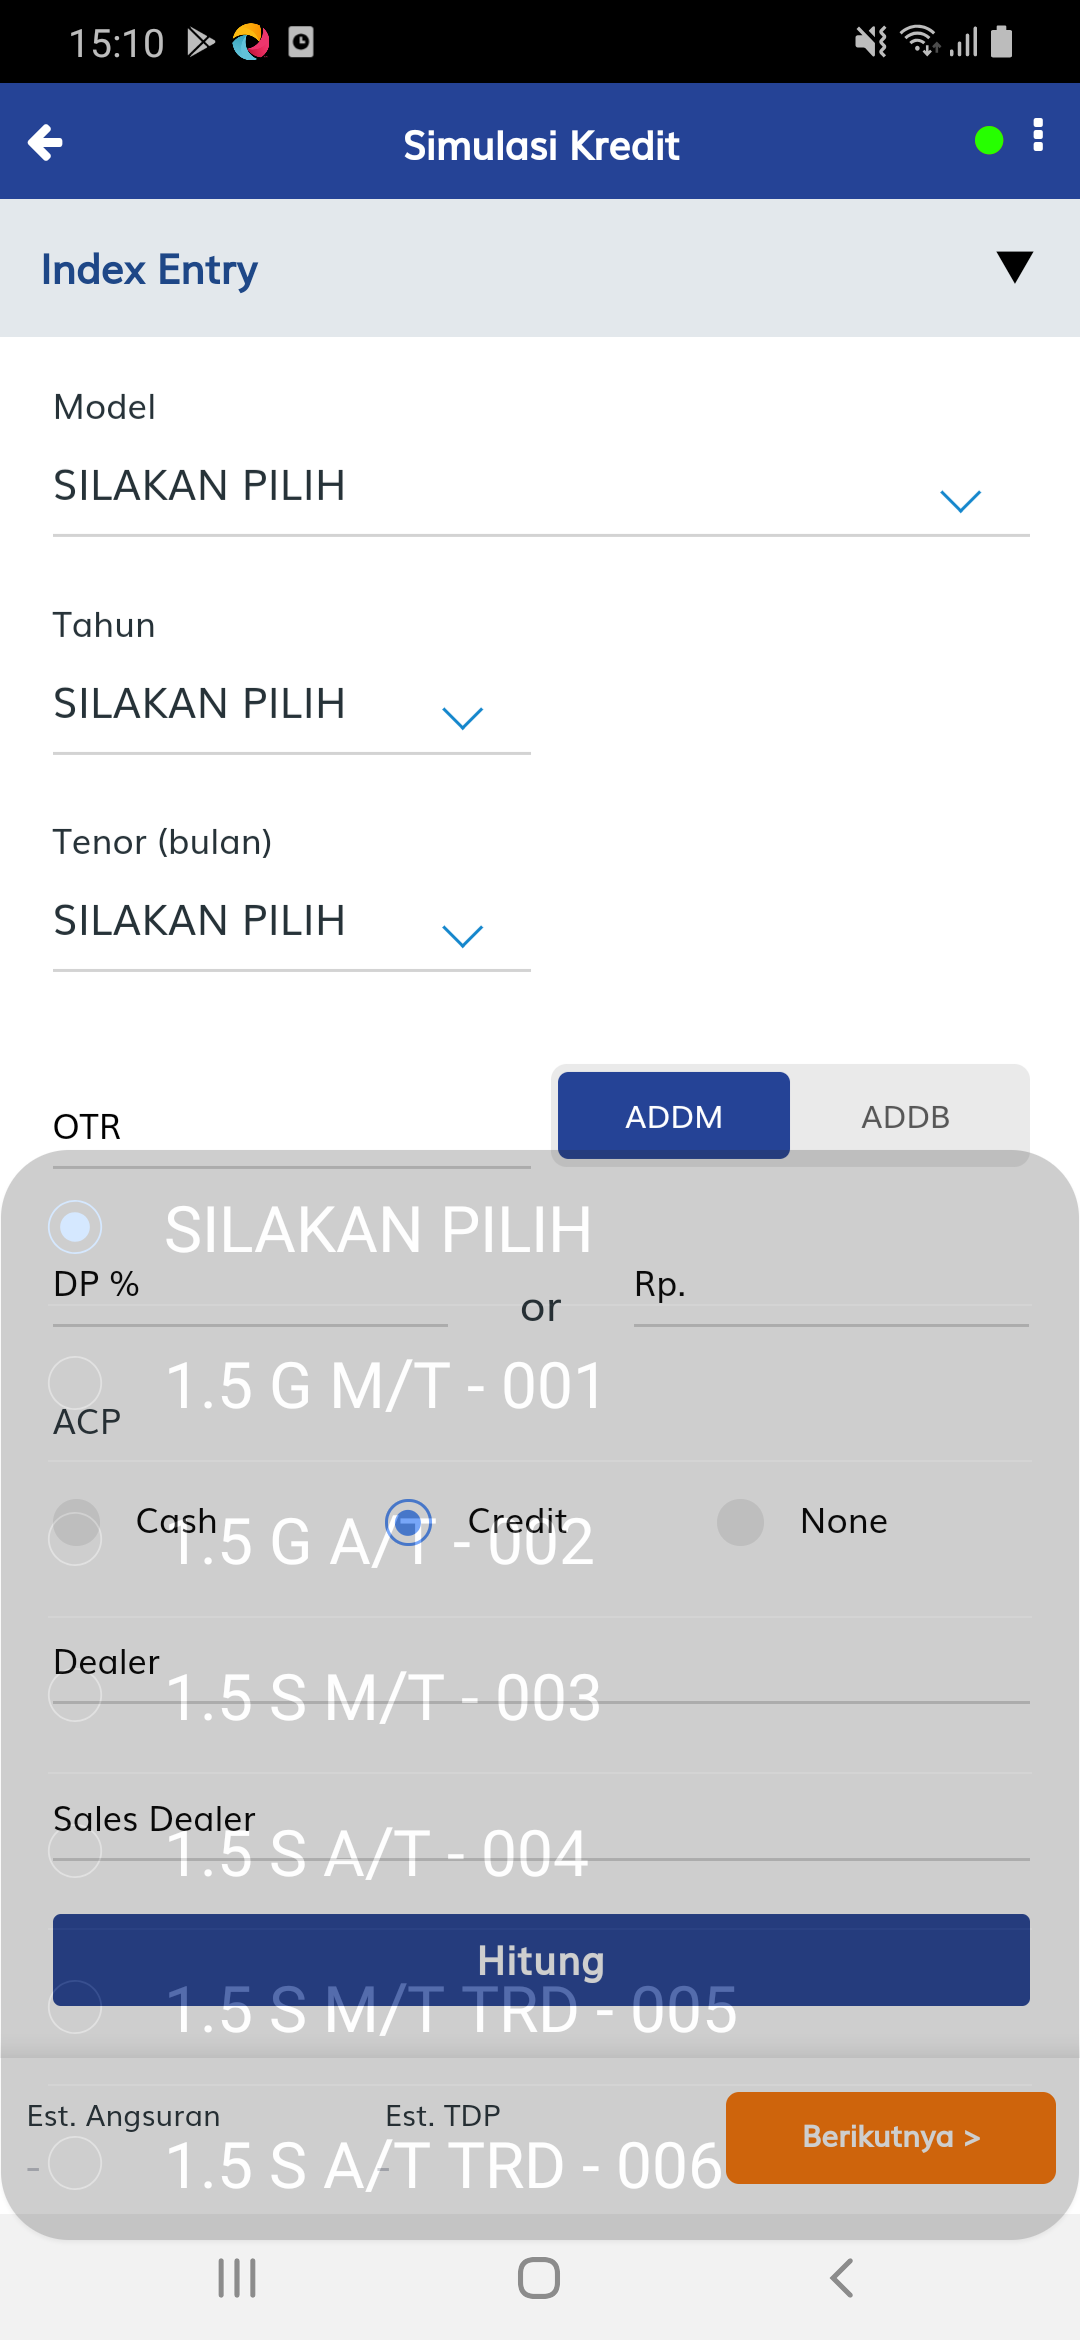 15:10
Simulasi Kredit
Index Entry
Model
SILAKAN PILIH
Tahun
SILAKAN PILIH
Tenor (bulan)
SILAKAN PILIH
OTR
ADDM
ADDB
SILAKAN PILIH
DP %
or
Rp.
1.5 G M/T - 001
ACP
Cash
Credit
None
1.5 G A/T - 002
Dealer
1.5 S M/T - 003
Sales Dealer
1.5 S A/T - 004
Hitung
1.5 S M/T TRD - 005
Est. Angsuran
Est. TDP
Berikutnya >
-
-
1.5 S A/T TRD - 006